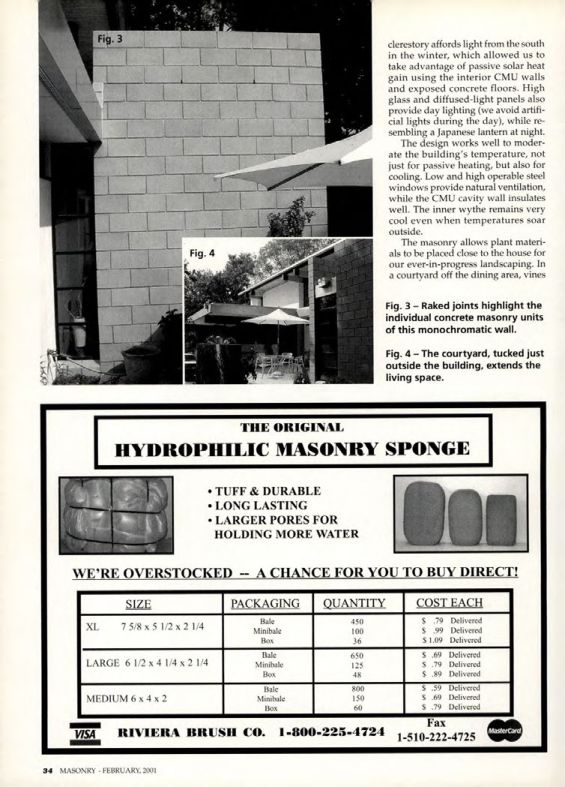 Fig. 3
Fig. 4
clerestory affords light from the south
in the winter, which allowed us to
take advantage of passive solar heat
gain using the interior CMU walls
and exposed concrete floors. High
glass and diffused-light panels also
provide day lighting (we avoid artifi-
cial lights during the day), while re-
sembling a Japanese lantern at night.
The design works well to moder-
ate the building's temperature, not
just for passive heating, but also for
cooling. Low and high operable steel
windows provide natural ventilation,
while the CMU cavity wall insulates
well. The inner wythe remains very
cool even when temperatures soar
outside.
The masonry allows plant materi-
als to be placed close to the house for
our ever-in-progress landscaping. In
a courtyard off the dining area, vines
Fig. 3 – Raked joints highlight the
individual concrete masonry units
of this monochromatic wall.
Fig. 4 – The courtyard, tucked just
outside the building, extends the
living space.
THE ORIGINAL
HYDROPHILIC MASONRY SPONGE
• TUFF & DURABLE
• LONG LASTING
• LARGER PORES FOR
HOLDING MORE WATER
WE'RE OVERSTOCKED -- A CHANCE FOR YOU TO BUY DIRECT!
SIZE PACKAGING QUANTITY COST EACH
XL 7 5/8 x 5 1/2 x 2 1/4
Bale 450 $ .79 Delivered
Minibale 100 $ .99 Delivered
Box 36 $1.09 Delivered
LARGE 6 1/2 x 4 1/4 x 2 1/4
Bale 650 $ .69 Delivered
Minibale 125 $ .79 Delivered
Box 48 $ .89 Delivered
MEDIUM 6 x 4 x 2
Bale 800 $ .59 Delivered
Minibale 150 $ .69 Delivered
Box 60 $ .79 Delivered
VISA
RIVIERA BRUSH CO. 1-800-225-4724
Fax
1-510-222-4725
MasterCard
34 MASONRY - FEBRUARY, 2001